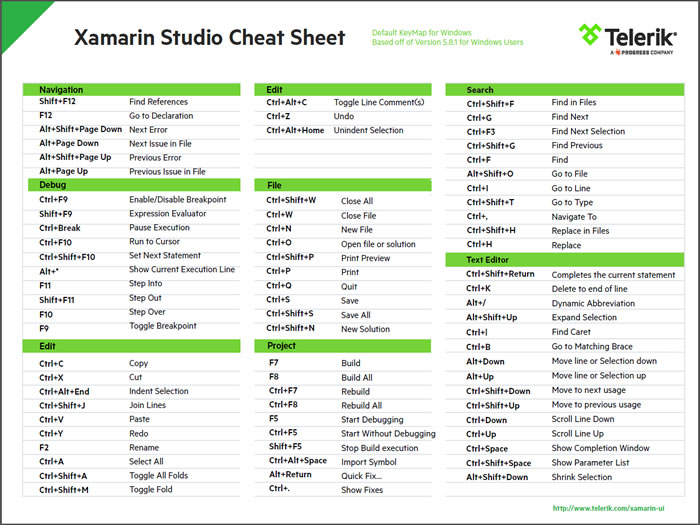 Xamarin Studio Cheat Sheet
Default KeyMap for Windows
Based off of Version 5.8.1 for Windows Users
Telerik®
A PROGRESS COMPANY
Navigation
Shift+F12 Find References
F12 Go to Declaration
Alt+Shift+Page Down Next Error
Alt+Page Down Next Issue in File
Alt+Shift+Page Up Previous Error
Alt+Page Up Previous Issue in File
Debug
Ctrl+F9 Enable/Disable Breakpoint
Shift+F9 Expression Evaluator
Ctrl+Break Pause Execution
Ctrl+F10 Run to Cursor
Ctrl+Shift+F10 Set Next Statement
Alt+* Show Current Execution Line
F11 Step Into
Shift+F11 Step Out
F10 Step Over
F9 Toggle Breakpoint
Edit
Ctrl+C Copy
Ctrl+X Cut
Ctrl+Alt+End Indent Selection
Ctrl+Shift+J Join Lines
Ctrl+V Paste
Ctrl+Y Redo
F2 Rename
Ctrl+A Select All
Ctrl+Shift+A Toggle All Folds
Ctrl+Shift+M Toggle Fold
Edit
Ctrl+Alt+C Toggle Line Comment(s)
Ctrl+Z Undo
Ctrl+Alt+Home Unindent Selection
File
Ctrl+Shift+W Close All
Ctrl+W Close File
Ctrl+N New File
Ctrl+O Open file or solution
Ctrl+Shift+P Print Preview
Ctrl+P Print
Ctrl+Q Quit
Ctrl+S Save
Ctrl+Shift+S Save All
Ctrl+Shift+N New Solution
Project
F7 Build
F8 Build All
Ctrl+F7 Rebuild
Ctrl+F8 Rebuild All
F5 Start Debugging
Ctrl+F5 Start Without Debugging
Shift+F5 Stop Build execution
Ctrl+Alt+Space Import Symbol
Alt+Return Quick Fix...
Ctrl+. Show Fixes
Search
Ctrl+Shift+F Find in Files
Ctrl+G Find Next
Ctrl+F3 Find Next Selection
Ctrl+Shift+G Find Previous
Ctrl+F Find
Alt+Shift+O Go to File
Ctrl+I Go to Line
Ctrl+Shift+T Go to Type
Ctrl+, Navigate To
Ctrl+Shift+H Replace in Files
Ctrl+H Replace
Text Editor
Ctrl+Shift+Return Completes the current statement
Ctrl+K Delete to end of line
Alt+/ Dynamic Abbreviation
Alt+Shift+Up Expand Selection
Ctrl+l Find Caret
Ctrl+B Go to Matching Brace
Alt+Down Move line or Selection down
Alt+Up Move line or Selection up
Ctrl+Shift+Down Move to next usage
Ctrl+Shift+Up Move to previous usage
Ctrl+Down Scroll Line Down
Ctrl+Up Scroll Line Up
Ctrl+Space Show Completion Window
Ctrl+Shift+Space Show Parameter List
Alt+Shift+Down Shrink Selection
http://www.telerik.com/xamarin-ui